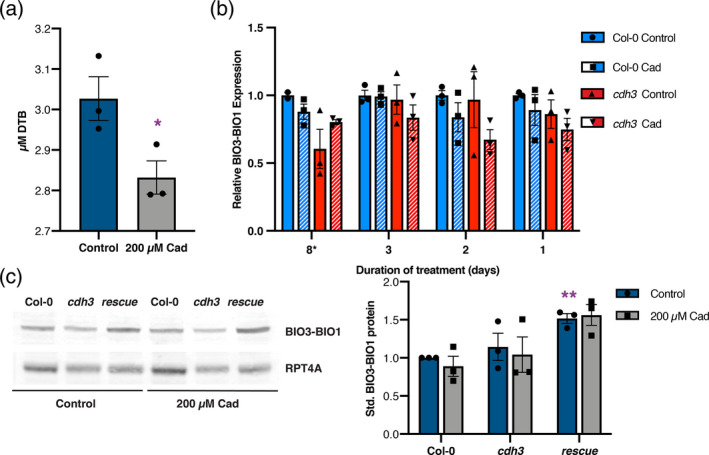 (a)
µM DTB
3.2
3.1
3.0
2.9
2.8
2.7
*
Control
200 µM Cad
(b)
Relative BIO3-BIO1 Expression
1.5
1.0
0.5
0.0
8*
3
2
1
Duration of treatment (days)
Col-0 Control
Col-0 Cad
cdh3 Control
cdh3 Cad
(c)
Col-0 cdh3 rescue Col-0 cdh3 rescue
BIO3-BIO1
RPT4A
Control
200 µM Cad
Std. BIO3-BIO1 protein
2.0
1.5
1.0
0.5
0.0
**
Col-0
cdh3
rescue
Control
200 µM Cad